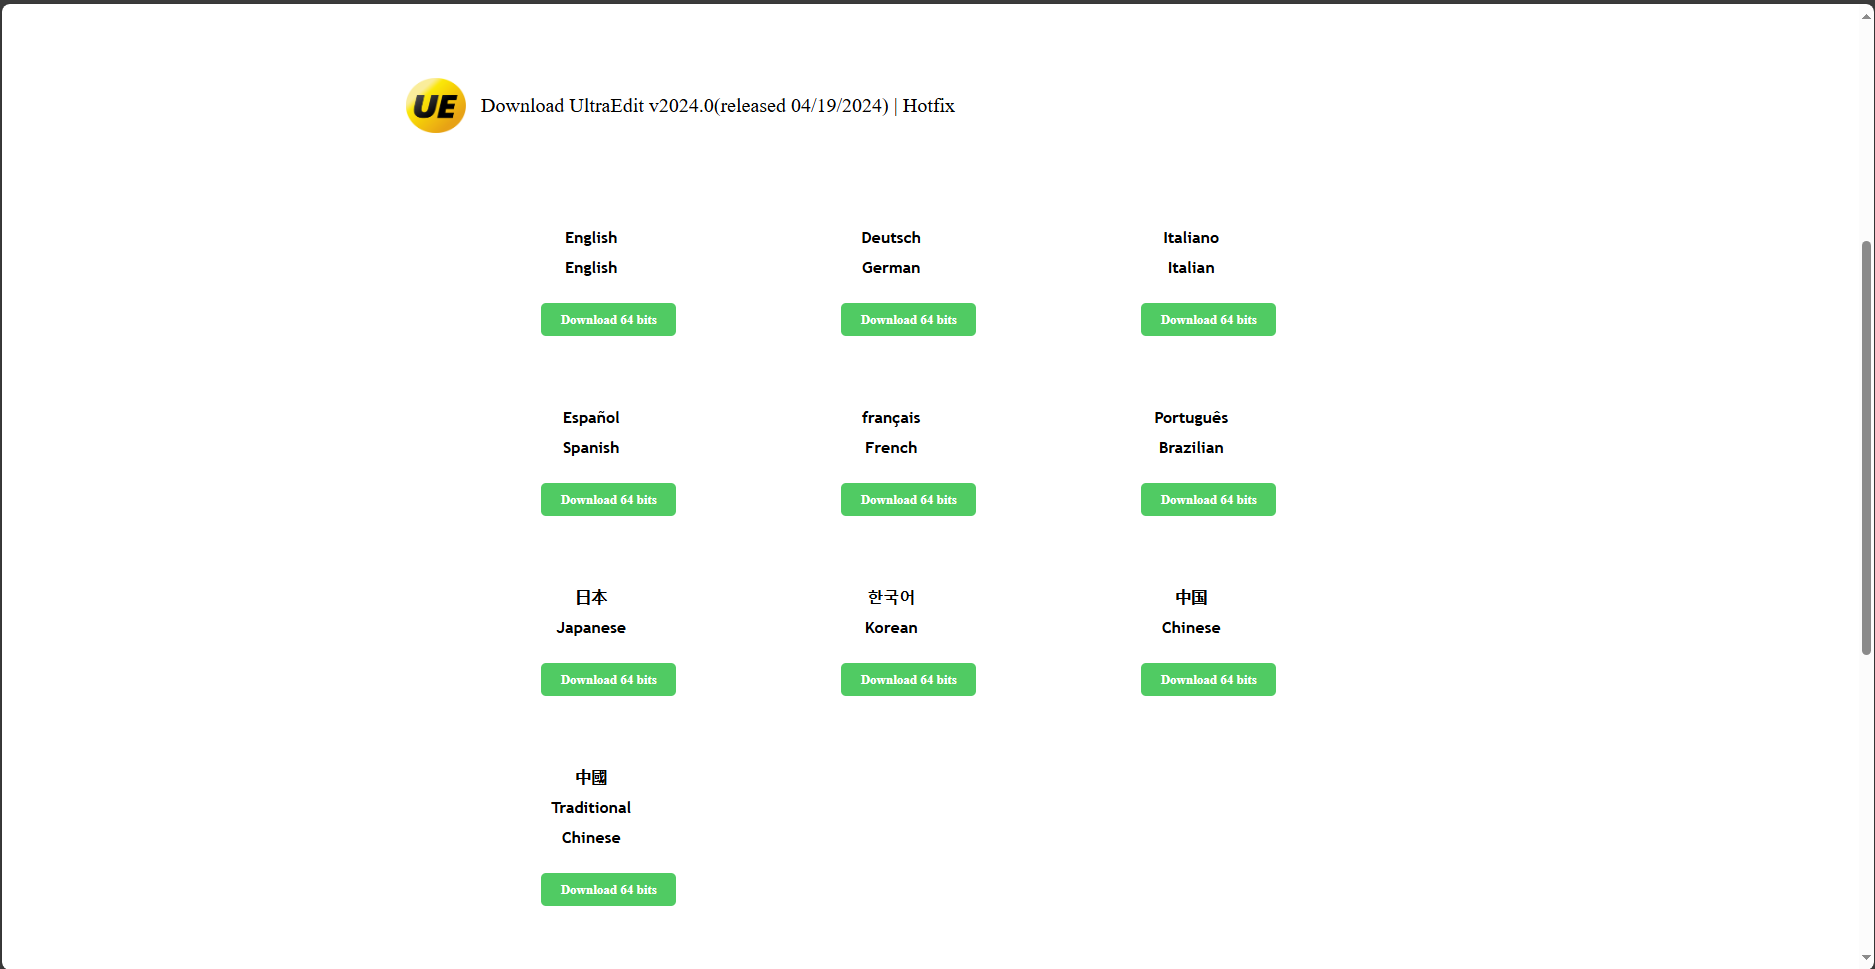 UE
Download UltraEdit v2024.0(released 04/19/2024) | Hotfix
English
English
Download 64 bits
Deutsch
German
Download 64 bits
Italiano
Italian
Download 64 bits
Español
Spanish
Download 64 bits
français
French
Download 64 bits
Português
Brazilian
Download 64 bits
日本
Japanese
Download 64 bits
한국어
Korean
Download 64 bits
中国
Chinese
Download 64 bits
中國
Traditional
Chinese
Download 64 bits